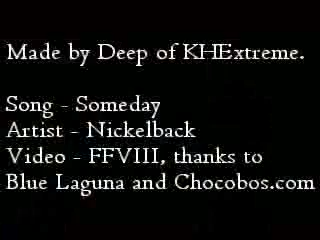 Made by Deep of KHExtreme.
Song - Someday
Artist - Nickelback
Video - FFVIII, thanks to
Blue Laguna and Chocobos.com